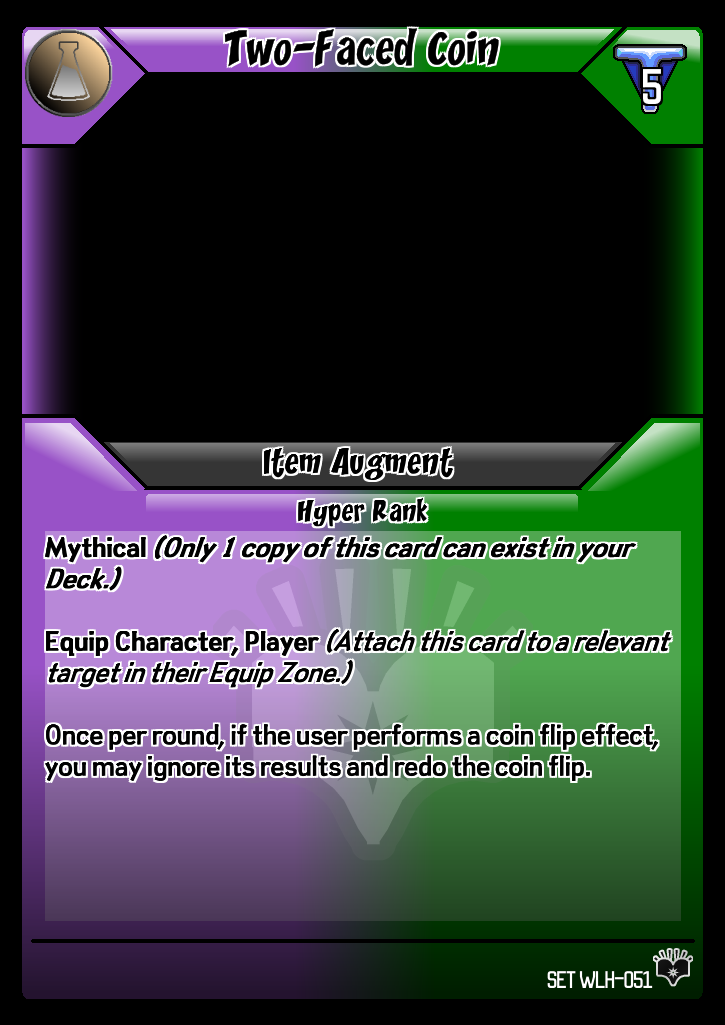 Two-Faced Coin
5
Item Augment
Hyper Rank
Mythical (Only 1 copy of this card can exist in your
Deck.)
Equip Character, Player (Attach this card to a relevant
target in their Equip Zone.)
Once per round, if the user performs a coin flip effect,
you may ignore its results and redo the coin flip.
SET WLH-051